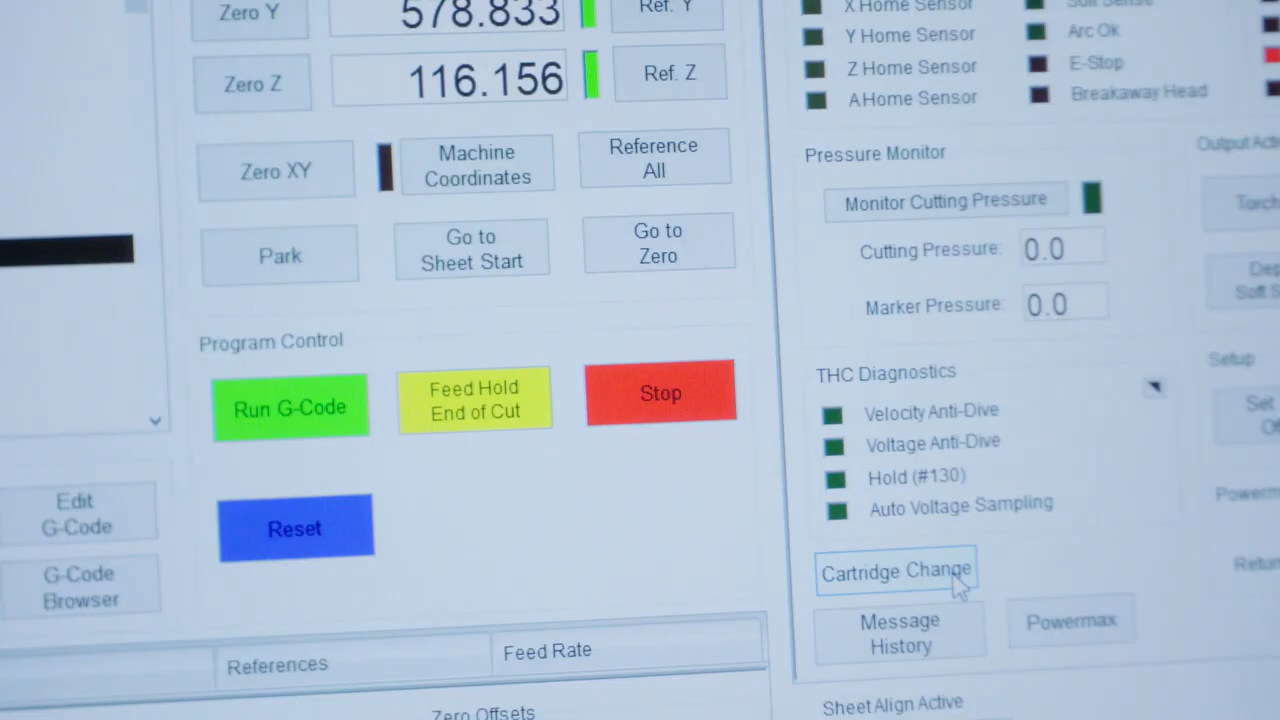 Zero Y
578.833
Ref. Y
Zero Z
116.156
Ref. Z
Zero XY
Machine
Coordinates
Reference
All
Park
Go to
Sheet Start
Go to
Zero
Program Control
Run G-Code
Feed Hold
End of Cut
Stop
Reset
Edit
G-Code
G-Code
Browser
References
Feed Rate
Zero Offsets
X Home Sensor
Y Home Sensor
Z Home Sensor
A Home Sensor
Arc Ok
E-Stop
Breakaway Head
Pressure Monitor
Monitor Cutting Pressure
Cutting Pressure:
0.0
Marker Pressure:
0.0
THC Diagnostics
Velocity Anti-Dive
Voltage Anti-Dive
Hold (#130)
Auto Voltage Sampling
Cartridge Change
Message
History
Powermax
Sheet Align Active
Output
Setup
Set